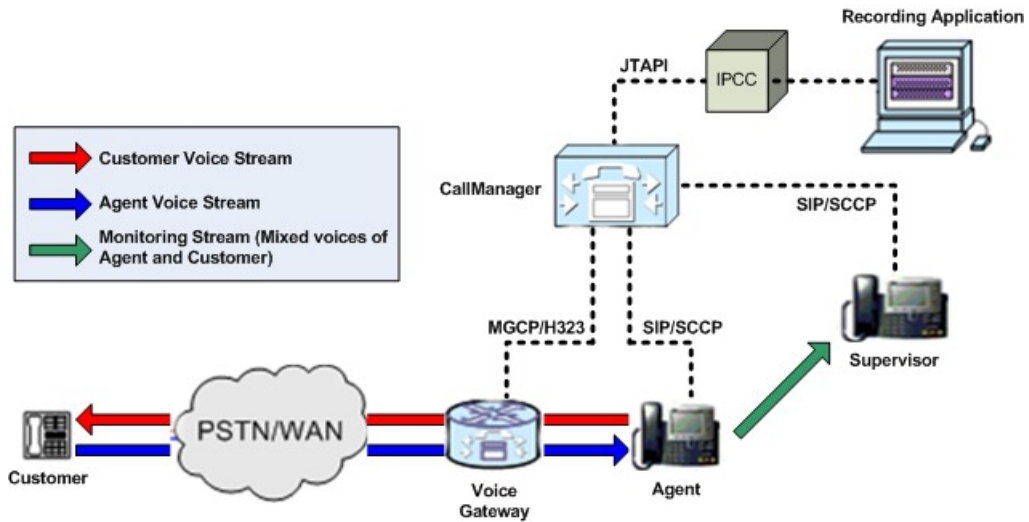 Recording Application
JTAPI
IPCC
Customer Voice Stream
Agent Voice Stream
Monitoring Stream (Mixed voices of
Agent and Customer)
CallManager
SIP/SCCP
MGCP/H323
SIP/SCCP
Supervisor
PSTN/WAN
Customer
Voice
Gateway
Agent